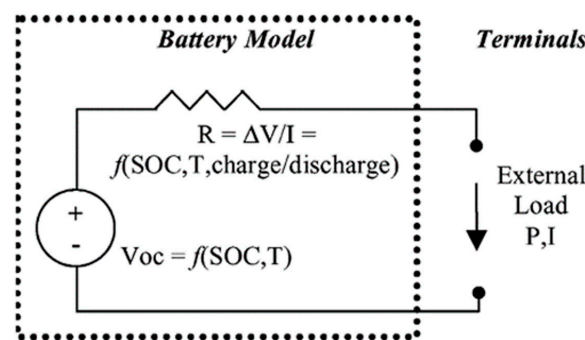 Battery Model
Terminals
R = ΔV/I =
f(SOC,T,charge/discharge)
+
-
Voc = f(SOC,T)
External
Load
P,I